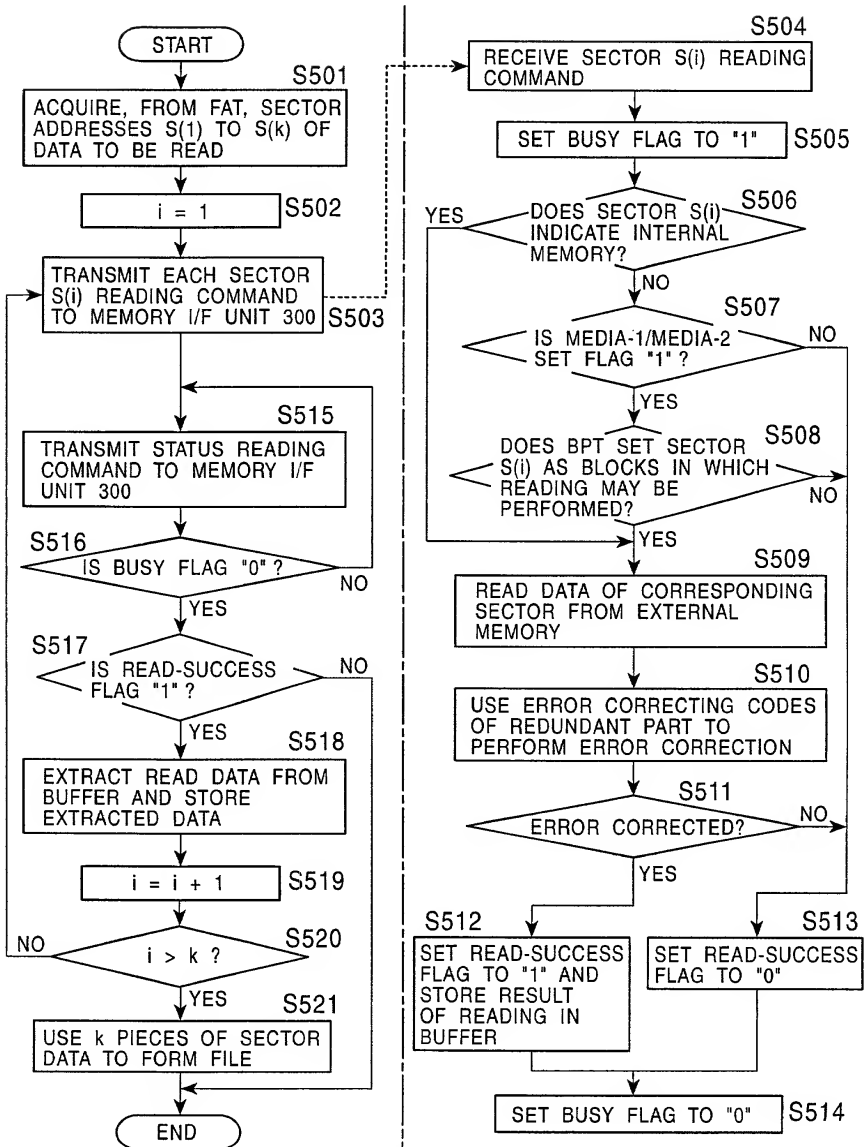 START
S501
ACQUIRE, FROM FAT, SECTOR
ADDRESSES S(1) TO S(k) OF
DATA TO BE READ
i = 1
S502
TRANSMIT EACH SECTOR
S(i) READING COMMAND
TO MEMORY I/F UNIT 300
S503
S515
TRANSMIT STATUS READING
COMMAND TO MEMORY I/F
UNIT 300
S516
IS BUSY FLAG "0" ?
NO
YES
S517
IS READ-SUCCESS
FLAG "1" ?
NO
YES
S518
EXTRACT READ DATA FROM
BUFFER AND STORE
EXTRACTED DATA
i = i + 1
S519
NO
i > k ?
S520
YES
S521
USE k PIECES OF SECTOR
DATA TO FORM FILE
END
S504
RECEIVE SECTOR S(i) READING
COMMAND
SET BUSY FLAG TO "1"
S505
S506
YES
DOES SECTOR S(i)
INDICATE INTERNAL
MEMORY?
NO
S507
IS MEDIA-1/MEDIA-2
SET FLAG "1" ?
NO
YES
S508
DOES BPT SET SECTOR
S(i) AS BLOCKS IN WHICH
READING MAY BE
PERFORMED?
NO
YES
S509
READ DATA OF CORRESPONDING
SECTOR FROM EXTERNAL
MEMORY
S510
USE ERROR CORRECTING CODES
OF REDUNDANT PART TO
PERFORM ERROR CORRECTION
S511
ERROR CORRECTED?
NO
YES
S512
SET READ-SUCCESS
FLAG TO "1" AND
STORE RESULT
OF READING IN
BUFFER
S513
SET READ-SUCCESS
FLAG TO "0"
S514
SET BUSY FLAG TO "0"